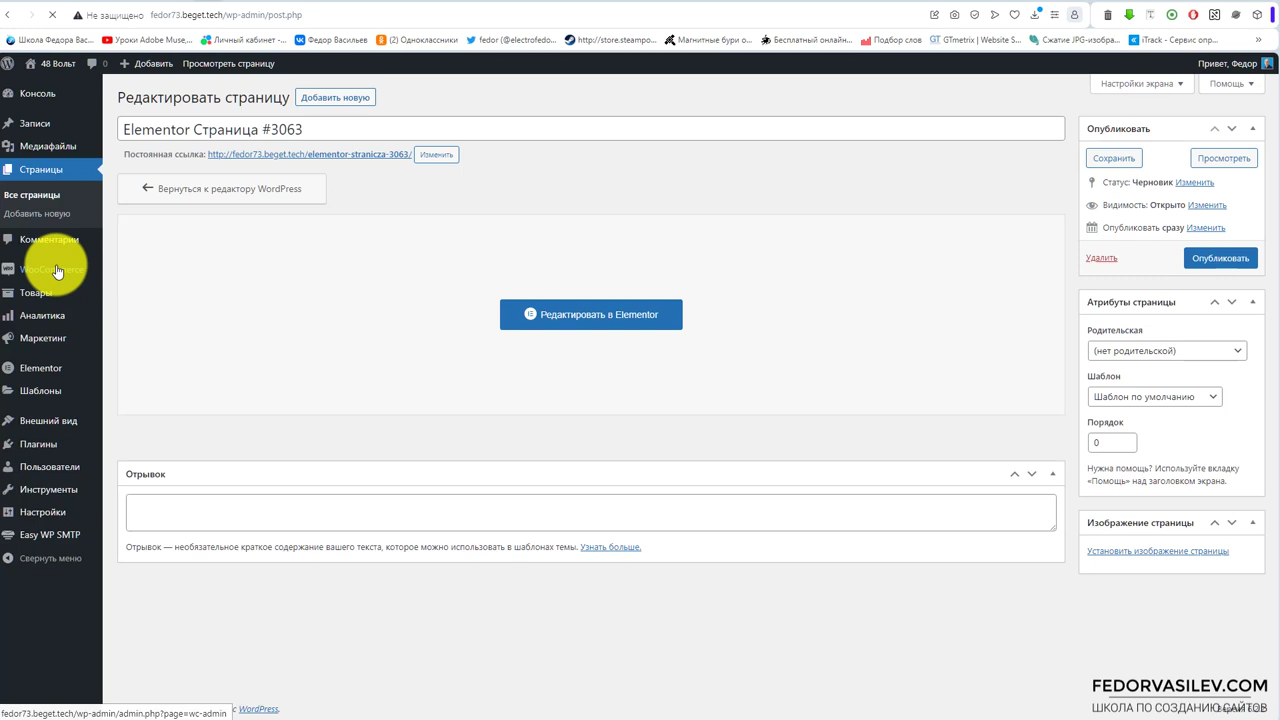 Не защищено fedor73.beget.tech/wp-admin/post.php
Школа Федора Вас...
Уроки Adobe Muse,...
Личный кабинет -...
Федор Васильев
(2) Одноклассники
fedor (@electrofedo...
http://store.steampo...
Магнитные бури о...
Бесплатный онлай...
Подбор слов
GTmetrix | Website S...
Сжатие JPG-изобра...
iTrack - Сервис опр...
48 Вольт
0
Добавить
Просмотреть страницу
Привет, Федор
Консоль
Записи
Медиафайлы
Страницы
Все страницы
Добавить новую
Комментарии
WooCommerce
Товары
Аналитика
Маркетинг
Elementor
Шаблоны
Внешний вид
Плагины
Пользователи
Инструменты
Настройки
Easy WP SMTP
Свернуть меню
Настройки экрана
Помощь
Редактировать страницу
Добавить новую
Elementor Страница #3063
Постоянная ссылка: http://fedor73.beget.tech/elementor-stranicza-3063/ Изменить
Вернуться к редактору WordPress
Редактировать в Elementor
Отрывок
Отрывок — необязательное краткое содержание вашего текста, которое можно использовать в шаблонах темы. Узнать больше.
Опубликовать
Сохранить
Просмотреть
Статус: Черновик Изменить
Видимость: Открыто Изменить
Опубликовать сразу Изменить
Удалить
Опубликовать
Атрибуты страницы
Родительская
(нет родительской)
Шаблон
Шаблон по умолчанию
Порядок
0
Нужна помощь? Используйте вкладку
«Помощь» над заголовком экрана.
Изображение страницы
Установить изображение страницы
FEDORVASILEV.COM
ШКОЛА ПО СОЗДАНИЮ САЙТОВ
fedor73.beget.tech/wp-admin/admin.php?page=wc-admin
с WordPress.